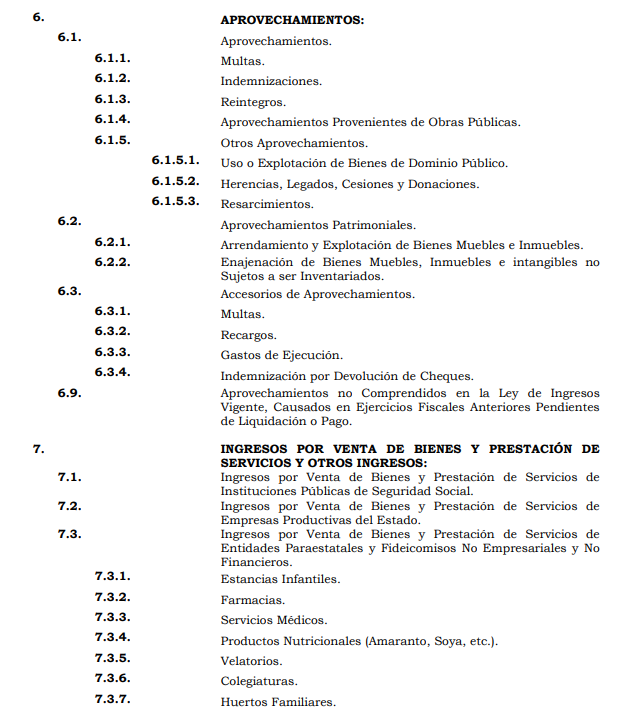 6. APROVECHAMIENTOS:
6.1. Aprovechamientos.
6.1.1. Multas.
6.1.2. Indemnizaciones.
6.1.3. Reintegros.
6.1.4. Aprovechamientos Provenientes de Obras Públicas.
6.1.5. Otros Aprovechamientos.
6.1.5.1. Uso o Explotación de Bienes de Dominio Público.
6.1.5.2. Herencias, Legados, Cesiones y Donaciones.
6.1.5.3. Resarcimientos.
6.2. Aprovechamientos Patrimoniales.
6.2.1. Arrendamiento y Explotación de Bienes Muebles e Inmuebles.
6.2.2. Enajenación de Bienes Muebles, Inmuebles e intangibles no
Sujetos a ser Inventariados.
6.3. Accesorios de Aprovechamientos.
6.3.1. Multas.
6.3.2. Recargos.
6.3.3. Gastos de Ejecución.
6.3.4. Indemnización por Devolución de Cheques.
6.9. Aprovechamientos no Comprendidos en la Ley de Ingresos
Vigente, Causados en Ejercicios Fiscales Anteriores Pendientes
de Liquidación o Pago.
7. INGRESOS POR VENTA DE BIENES Y PRESTACIÓN DE
SERVICIOS Y OTROS INGRESOS:
7.1. Ingresos por Venta de Bienes y Prestación de Servicios de
Instituciones Públicas de Seguridad Social.
7.2. Ingresos por Venta de Bienes y Prestación de Servicios de
Empresas Productivas del Estado.
7.3. Ingresos por Venta de Bienes y Prestación de Servicios de
Entidades Paraestatales y Fideicomisos No Empresariales y No
Financieros.
7.3.1. Estancias Infantiles.
7.3.2. Farmacias.
7.3.3. Servicios Médicos.
7.3.4. Productos Nutricionales (Amaranto, Soya, etc.).
7.3.5. Velatorios.
7.3.6. Colegiaturas.
7.3.7. Huertos Familiares.